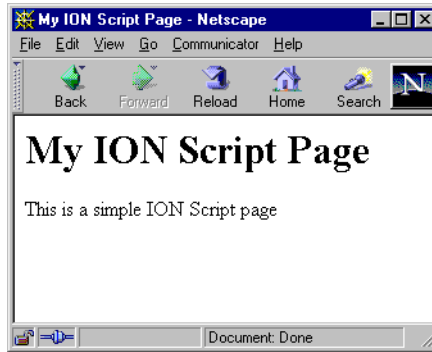 My ION Script Page - Netscape
File Edit View Go Communicator Help
Back Forward Reload Home Search N
My ION Script Page
This is a simple ION Script page
Document: Done